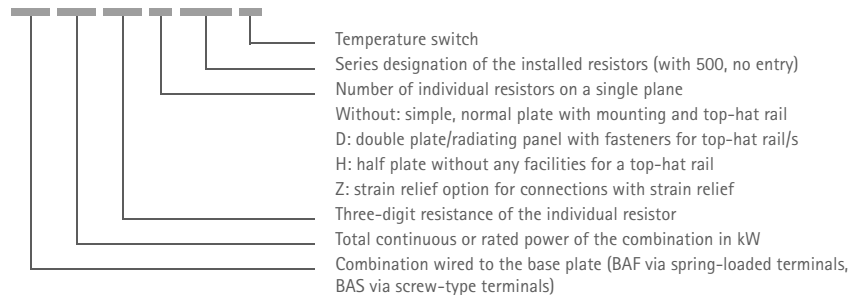 Temperature switch
Series designation of the installed resistors (with 500, no entry)
Number of individual resistors on a single plane
Without: simple, normal plate with mounting and top-hat rail
D: double plate/radiating panel with fasteners for top-hat rail/s
H: half plate without any facilities for a top-hat rail
Z: strain relief option for connections with strain relief
Three-digit resistance of the individual resistor
Total continuous or rated power of the combination in kW
Combination wired to the base plate (BAF via spring-loaded terminals,
BAS via screw-type terminals)